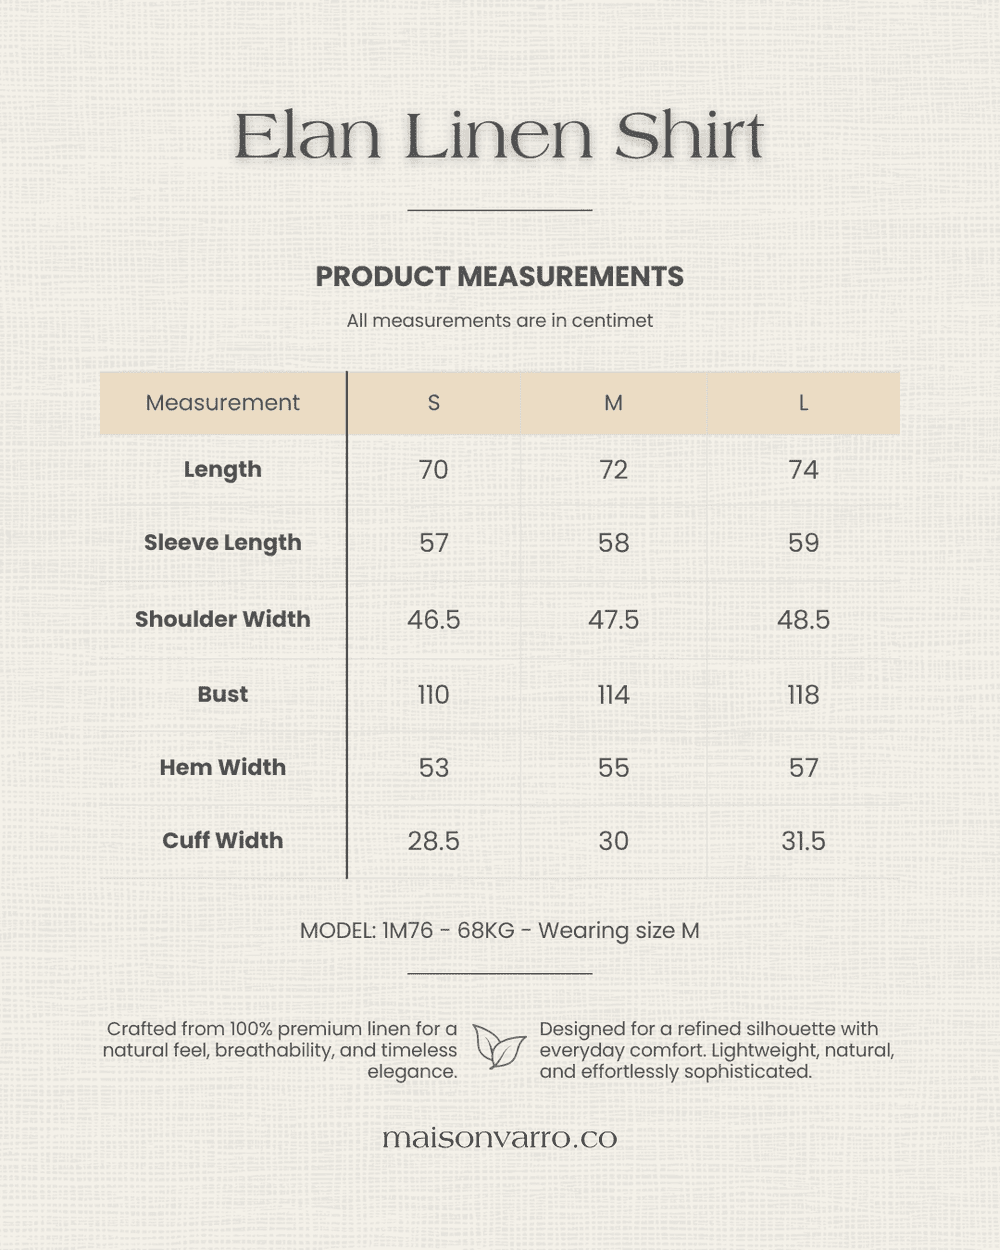 Elan Linen Shirt
PRODUCT MEASUREMENTS
All measurements are in centimet
Measurement S M L
Length 70 72 74
Sleeve Length 57 58 59
Shoulder Width 46.5 47.5 48.5
Bust 110 114 118
Hem Width 53 55 57
Cuff Width 28.5 30 31.5
MODEL: 1M76 - 68KG - Wearing size M
Crafted from 100% premium linen for a
natural feel, breathability, and timeless
elegance.
Designed for a refined silhouette with
everyday comfort. Lightweight, natural,
and effortlessly sophisticated.
maisonvarro.co